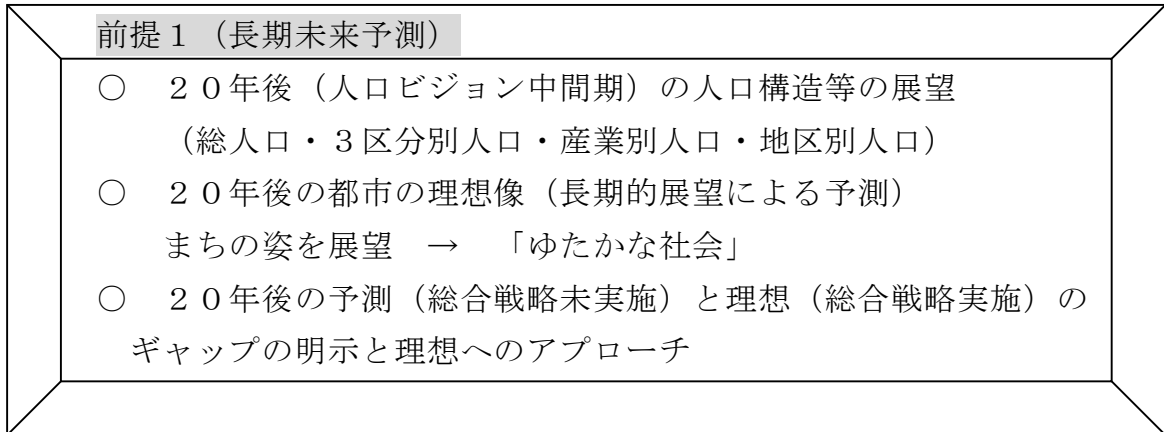 前提１（長期未来予測）
○　２０年後（人口ビジョン中間期）の人口構造等の展望
（総人口・３区分別人口・産業別人口・地区別人口）
○　２０年後の都市の理想像（長期的展望による予測）
まちの姿を展望　→　「ゆたかな社会」
○　２０年後の予測（総合戦略未実施）と理想（総合戦略実施）の
ギャップの明示と理想へのアプローチ